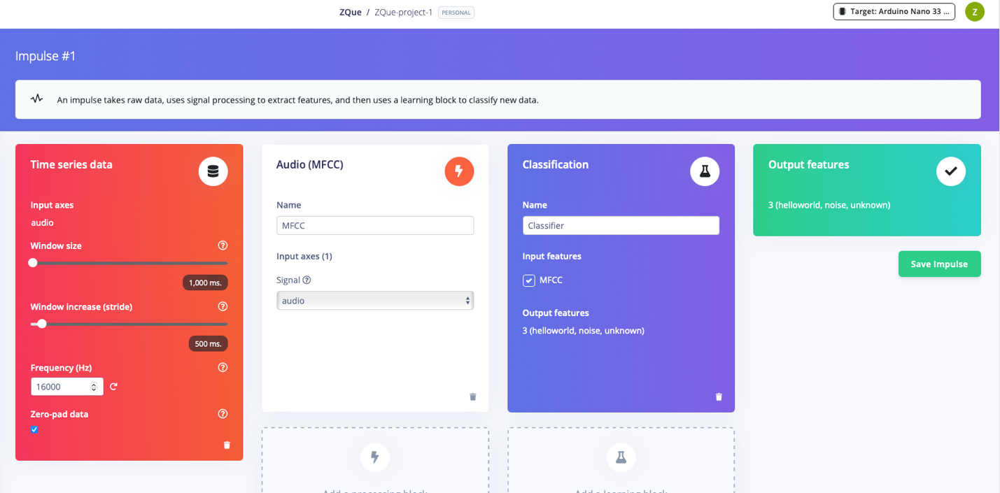 ZQue / ZQue-project-1 PERSONAL
Target: Arduino Nano 33 ...
Z
Impulse #1
An impulse takes raw data, uses signal processing to extract features, and then uses a learning block to classify new data.
Time series data
Input axes
audio
Window size
1,000 ms.
Window increase (stride)
500 ms.
Frequency (Hz)
16000
Zero-pad data
Audio (MFCC)
Name
MFCC
Input axes (1)
Signal
audio
Classification
Name
Classifier
Input features
MFCC
Output features
3 (helloworld, noise, unknown)
Output features
3 (helloworld, noise, unknown)
Save Impulse
Add a processing block
Add a learning block